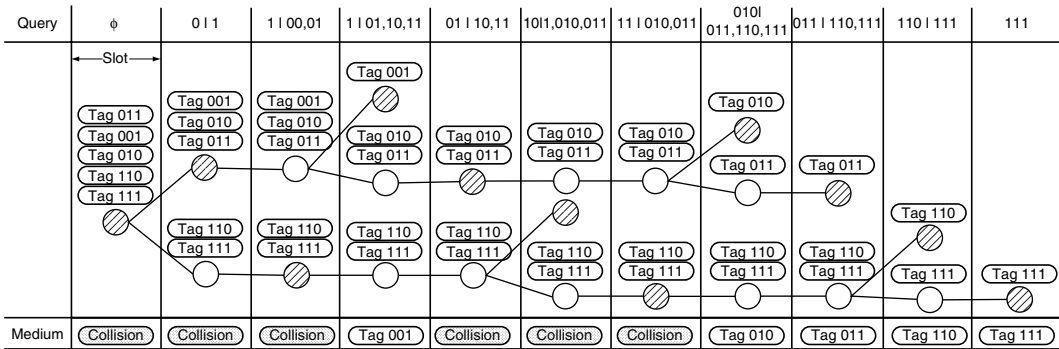 Query φ 0 | 1 1 | 00,01 1 | 01,10,11 01 | 10,11 10|1,010,011 11 | 010,011 010| 011 | 110,111 110 | 111 111
011,110,111
Slot
Tag 001
Tag 001 Tag 001 Tag 010
Tag 011 Tag 010 Tag 010
Tag 001 Tag 011 Tag 011 Tag 010 Tag 010 Tag 010 Tag 010
Tag 010 Tag 011 Tag 011 Tag 011 Tag 011 Tag 011 Tag 011
Tag 110
Tag 111
Tag 110
Tag 110 Tag 110 Tag 110 Tag 110
Tag 111 Tag 111 Tag 111 Tag 111 Tag 110 Tag 110 Tag 110 Tag 110
Tag 111 Tag 111 Tag 111 Tag 111 Tag 111 Tag 111
Medium Collision Collision Collision Tag 001 Collision Collision Collision Tag 010 Tag 011 Tag 110 Tag 111